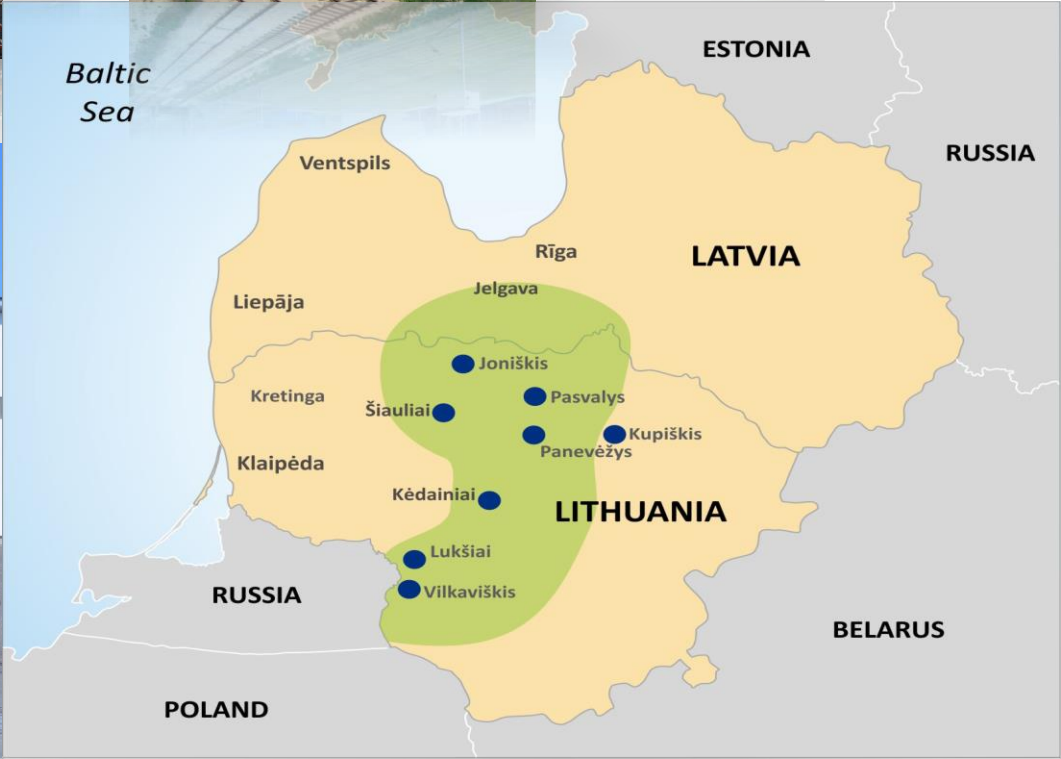 ESTONIA
Baltic
Sea
RUSSIA
Ventspils
Rīga
LATVIA
Jelgava
Liepāja
Joniškis
Kretinga
Pasvalys
Šiauliai
Kupiškis
Panevėžys
Klaipėda
Kėdainiai
LITHUANIA
Lukšiai
Vilkaviškis
RUSSIA
BELARUS
POLAND